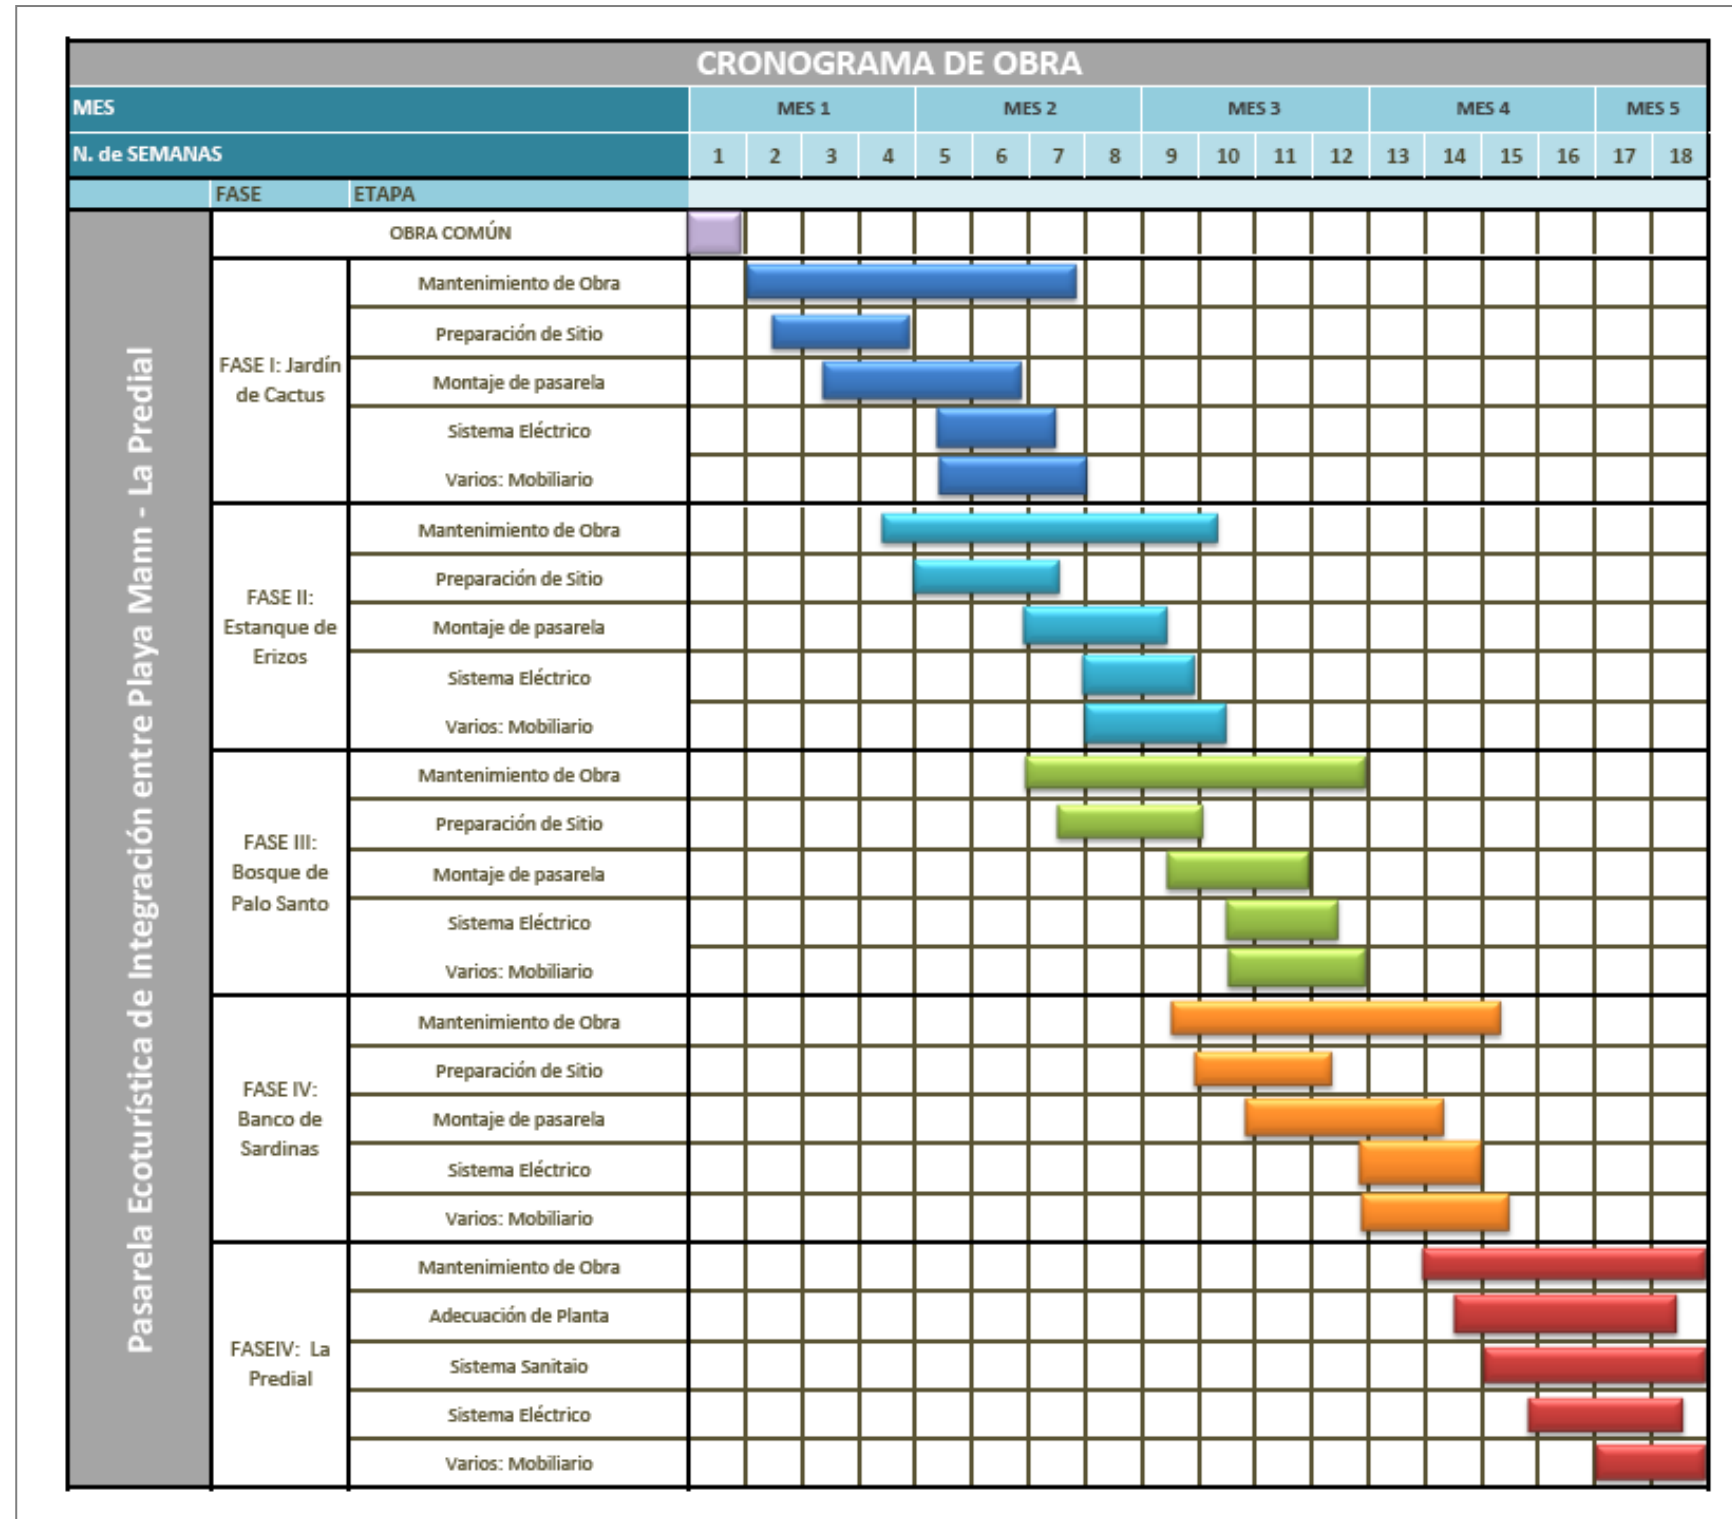 CRONOGRAMA DE OBRA
MES MES 1 MES 2 MES 3 MES 4 MES 5
N. de SEMANAS 1 2 3 4 5 6 7 8 9 10 11 12 13 14 15 16 17 18
FASE ETAPA
Pasarela Ecoturística de Integración entre Playa Mann - La Predial
OBRA COMÚN
FASE I: Jardín
de Cactus
Mantenimiento de Obra
Preparación de Sitio
Montaje de pasarela
Sistema Eléctrico
Varios: Mobiliario
FASE II:
Estanque de
Erizos
Mantenimiento de Obra
Preparación de Sitio
Montaje de pasarela
Sistema Eléctrico
Varios: Mobiliario
FASE III:
Bosque de
Palo Santo
Mantenimiento de Obra
Preparación de Sitio
Montaje de pasarela
Sistema Eléctrico
Varios: Mobiliario
FASE IV:
Banco de
Sardinas
Mantenimiento de Obra
Preparación de Sitio
Montaje de pasarela
Sistema Eléctrico
Varios: Mobiliario
FASEIV: La
Predial
Mantenimiento de Obra
Adecuación de Planta
Sistema Sanitaio
Sistema Eléctrico
Varios: Mobiliario